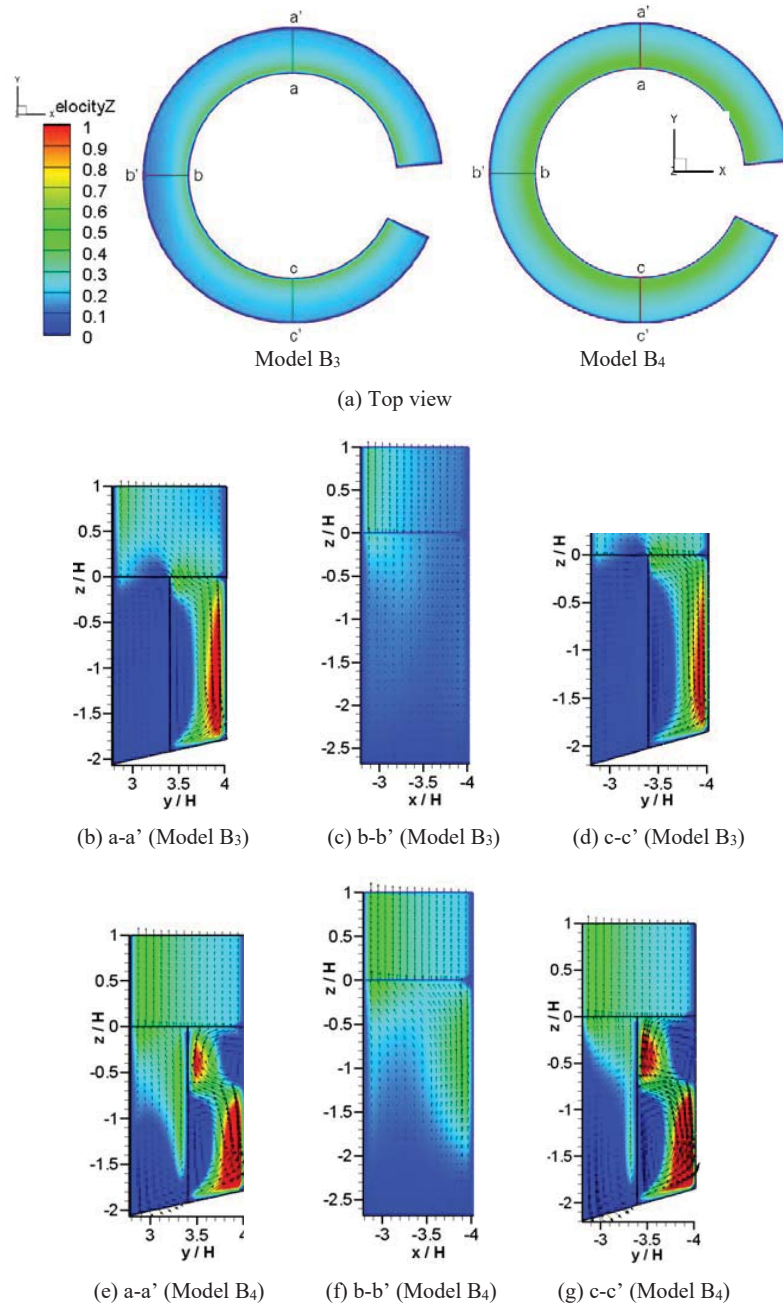 a'
a
Y
X
Z
elocityZ
1
0.9
0.8
0.7
0.6
0.5
0.4
0.3
0.2
0.1
0
b'
b
c
c'
Model B3
a'
a
Y
X
Z
b'
b
c
c'
Model B4
(a) Top view
z / H
1
0.5
0
-0.5
-1
-1.5
-2
3 3.5 4
y / H
(b) a-a' (Model B3)
z / H
1
0.5
0
-0.5
-1
-1.5
-2
-2.5
-3 -3.5 -4
x / H
(c) b-b' (Model B3)
z / H
0
-0.5
-1
-1.5
-2
-3 -3.5 -4
y / H
(d) c-c' (Model B3)
z / H
1
0.5
0
-0.5
-1
-1.5
-2
3 3.5 4
y / H
(e) a-a' (Model B4)
z / H
1
0.5
0
-0.5
-1
-1.5
-2
-2.5
-3 -3.5 -4
x / H
(f) b-b' (Model B4)
z / H
1
0.5
0
-0.5
-1
-1.5
-2
-3 -3.5 -4
y / H
(g) c-c' (Model B4)